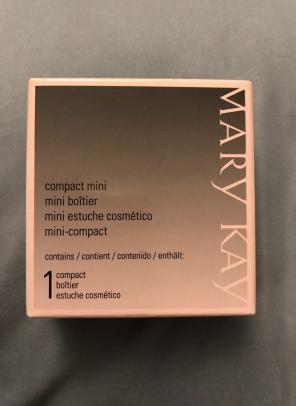 MARY KAY
compact mini
mini boîtier
mini estuche cosmético
mini-compact
contains / contient / contenido / enthält:
1 compact
boîtier
estuche cosmético